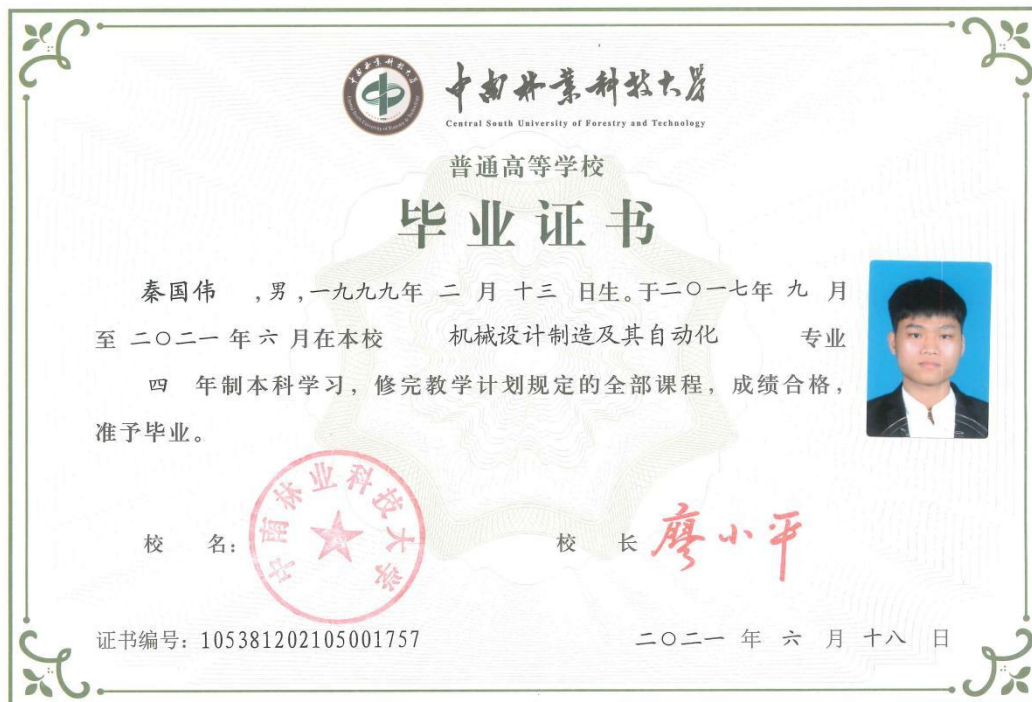 中南林业科技大学
Central South University of Forestry and Technology
普通高等学校
毕业证书
秦国伟 ,男,一九九九年 二 月 十三 日生。于二〇一七年 九 月
至 二〇二一 年 六 月在本校 机械设计制造及其自动化 专业
四 年制本科学习，修完教学计划规定的全部课程，成绩合格，
准予毕业。
校 名： 校 长 廖小平
中南林业科技大学
证书编号：105381202105001757 二〇二一 年 六 月 十八 日